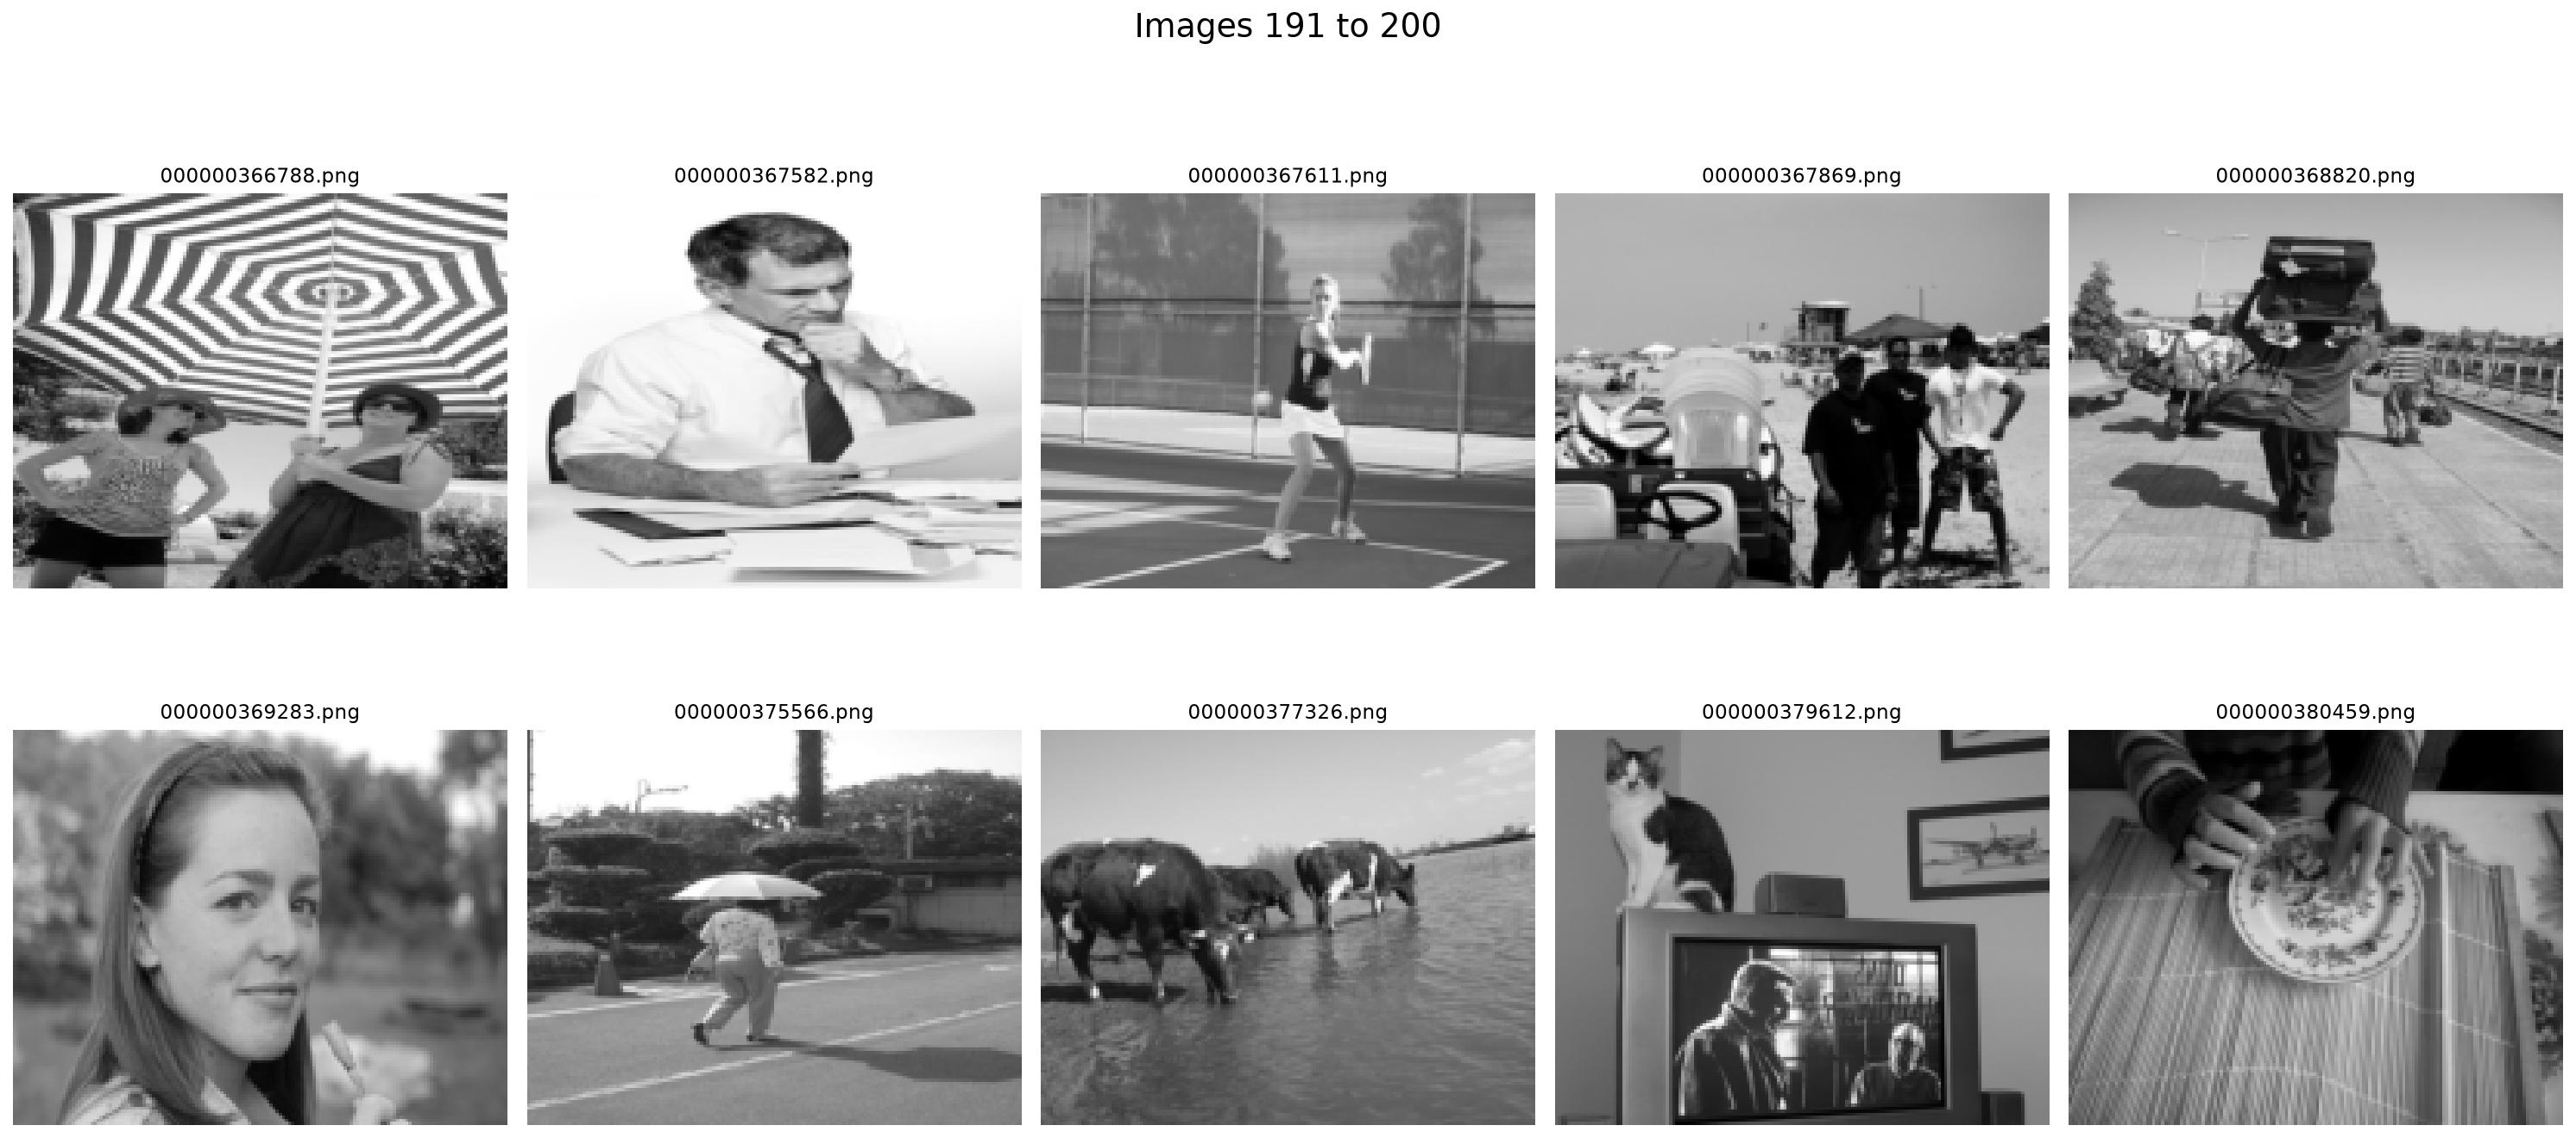 Images 191 to 200
000000366788.png
000000367582.png
000000367611.png
000000367869.png
000000368820.png
000000369283.png
000000375566.png
000000377326.png
000000379612.png
000000380459.png